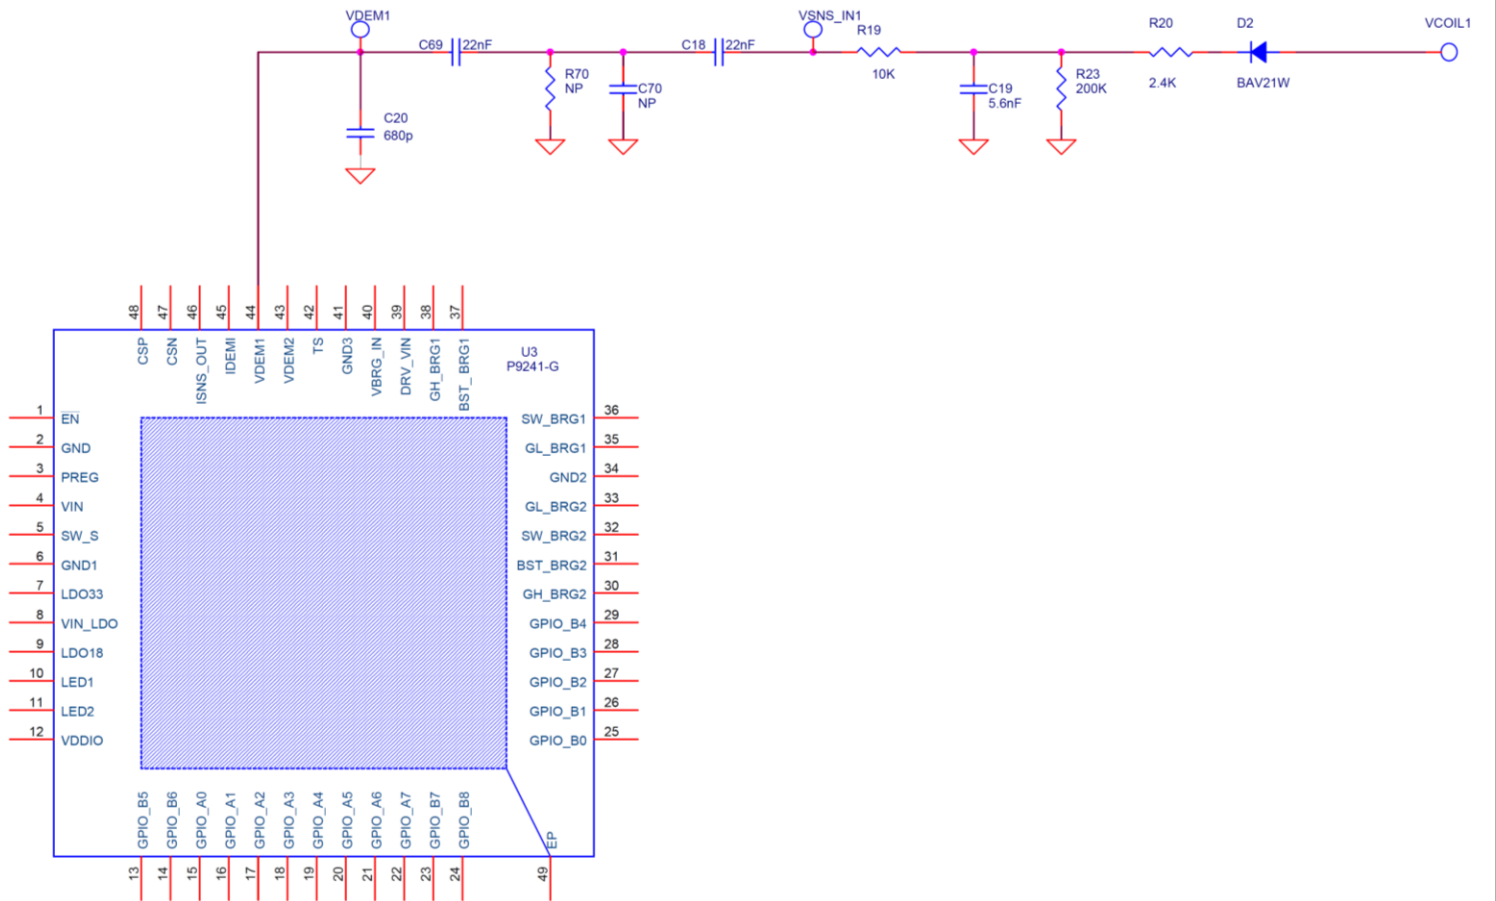 VDEM1
VSNS_IN1
VCOIL1
C69
22nF
C18
22nF
R19
10K
R20
2.4K
D2
BAV21W
R70
NP
C70
NP
C19
5.6nF
R23
200K
C20
680p
48
47
46
45
44
43
42
41
40
39
38
37
CSP
CSN
ISNS_OUT
IDEMI
VDEM1
VDEM2
TS
GND3
VBRG_IN
DRV_VIN
GH_BRG1
BST_BRG1
U3
P9241-G
1 EN
2 GND
3 PREG
4 VIN
5 SW_S
6 GND1
7 LDO33
8 VIN_LDO
9 LDO18
10 LED1
11 LED2
12 VDDIO
SW_BRG1 36
GL_BRG1 35
GND2 34
GL_BRG2 33
SW_BRG2 32
BST_BRG2 31
GH_BRG2 30
GPIO_B4 29
GPIO_B3 28
GPIO_B2 27
GPIO_B1 26
GPIO_B0 25
GPIO_B5
GPIO_B6
GPIO_A0
GPIO_A1
GPIO_A2
GPIO_A3
GPIO_A4
GPIO_A5
GPIO_A6
GPIO_A7
GPIO_B7
GPIO_B8
EP
13
14
15
16
17
18
19
20
21
22
23
24
49